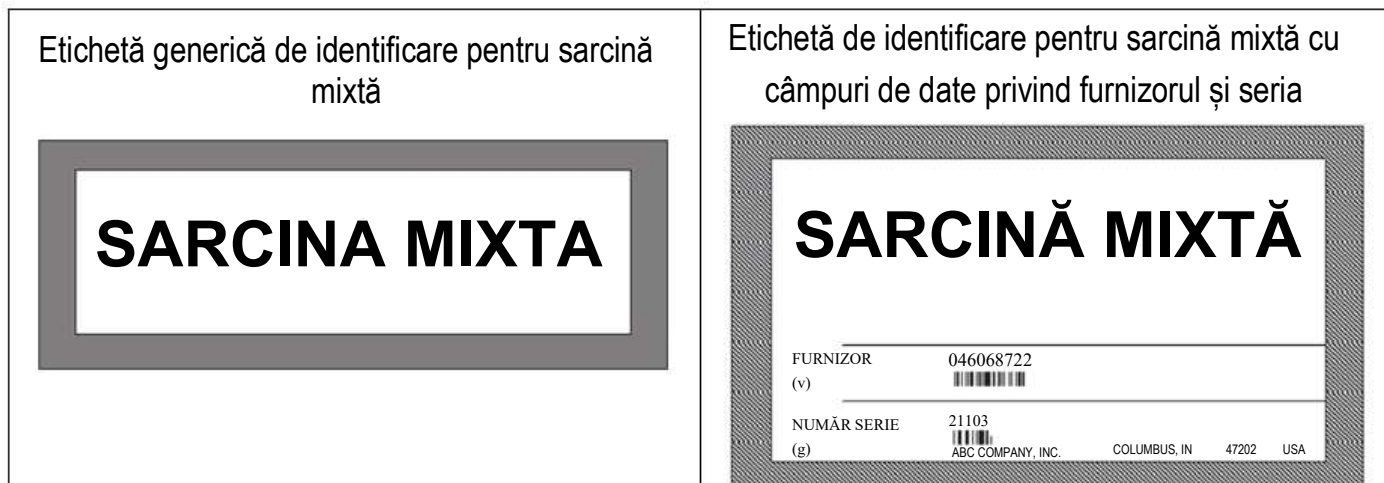 Etichetă generică de identificare pentru sarcină
mixtă
SARCINA MIXTA
Etichetă de identificare pentru sarcină mixtă cu
câmpuri de date privind furnizorul și seria
SARCINĂ MIXTĂ
FURNIZOR 046068722
(v)
NUMĂR SERIE 21103
(g) ABC COMPANY, INC. COLUMBUS, IN 47202 USA